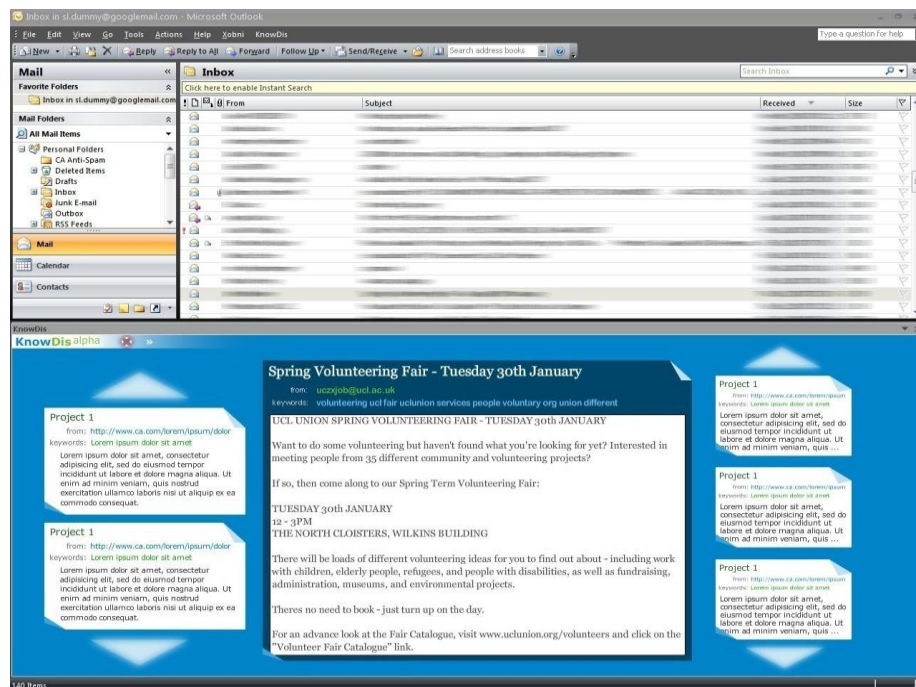 Inbox in sl.dummy@googlemail.com - Microsoft Outlook
File Edit View Go Tools Actions Help Xobni KnowDis
Type a question for help
New Reply Reply to All Forward Follow Up Send/Receive Search address books
Mail
Favorite Folders
Inbox in sl.dummy@googlemail.com
Mail Folders
All Mail Items
Personal Folders
CA Anti-Spam
Deleted Items
Drafts
Inbox
Junk E-mail
Outbox
RSS Feeds
Mail
Calendar
Contacts
Inbox
Search Inbox
Click here to enable Instant Search
From Subject Received Size
KnowDis
KnowDis alpha
Project 1
from: http://www.ca.com/lorem/ipsum/dolor
keywords: Lorem ipsum dolor sit amet
Lorem ipsum dolor sit amet, consectetur
adipisicing elit, sed do eiusmod tempor
incididunt ut labore et dolore magna aliqua. Ut
enim ad minim veniam, quis nostrud
exercitation ullamco laboris nisi ut aliquip ex ea
commodo consequat.
Project 1
from: http://www.ca.com/lorem/ipsum/dolor
keywords: Lorem ipsum dolor sit amet
Lorem ipsum dolor sit amet, consectetur
adipisicing elit, sed do eiusmod tempor
incididunt ut labore et dolore magna aliqua. Ut
enim ad minim veniam, quis nostrud
exercitation ullamco laboris nisi ut aliquip ex ea
commodo consequat.
Spring Volunteering Fair - Tuesday 30th January
from: uczxjob@ucl.ac.uk
keywords: volunteering ucl fair uclunion services people voluntary org union different
UCL UNION SPRING VOLUNTEERING FAIR - TUESDAY 30th JANUARY
Want to do some volunteering but haven't found what you're looking for yet? Interested in
meeting people from 35 different community and volunteering projects?
If so, then come along to our Spring Term Volunteering Fair:
TUESDAY 30th JANUARY
12 - 3PM
THE NORTH CLOISTERS, WILKINS BUILDING
There will be loads of different volunteering ideas for you to find out about - including work
with children, elderly people, refugees, and people with disabilities, as well as fundraising,
administration, museums, and environmental projects.
Theres no need to book - just turn up on the day.
For an advance look at the Fair Catalogue, visit www.uclunion.org/volunteers and click on the
"Volunteer Fair Catalogue" link.
Project 1
from: http://www.ca.com/lorem/ipsum
keywords: Lorem ipsum dolor sit amet
Lorem ipsum dolor sit amet,
consectetur adipisicing elit, sed do
eiusmod tempor incididunt ut
labore et dolore magna aliqua. Ut
enim ad minim veniam, quis ...
Project 1
from: http://www.ca.com/lorem/ipsum
keywords: Lorem ipsum dolor sit amet
Lorem ipsum dolor sit amet,
consectetur adipisicing elit, sed do
eiusmod tempor incididunt ut
labore et dolore magna aliqua. Ut
enim ad minim veniam, quis ...
Project 1
from: http://www.ca.com/lorem/ipsum
keywords: Lorem ipsum dolor sit amet
Lorem ipsum dolor sit amet,
consectetur adipisicing elit, sed do
eiusmod tempor incididunt ut
labore et dolore magna aliqua. Ut
enim ad minim veniam, quis ...
140 Items